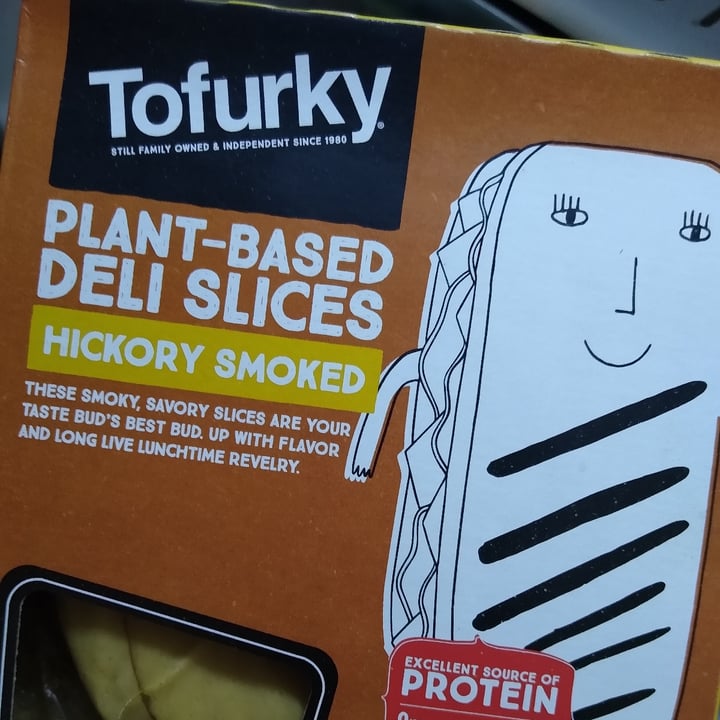 Tofurky®
STILL FAMILY OWNED & INDEPENDENT SINCE 1980
PLANT-BASED
DELI SLICES
HICKORY SMOKED
THESE SMOKY, SAVORY SLICES ARE YOUR
TASTE BUD'S BEST BUD. UP WITH FLAVOR
AND LONG LIVE LUNCHTIME REVELRY.
EXCELLENT SOURCE OF
PROTEIN